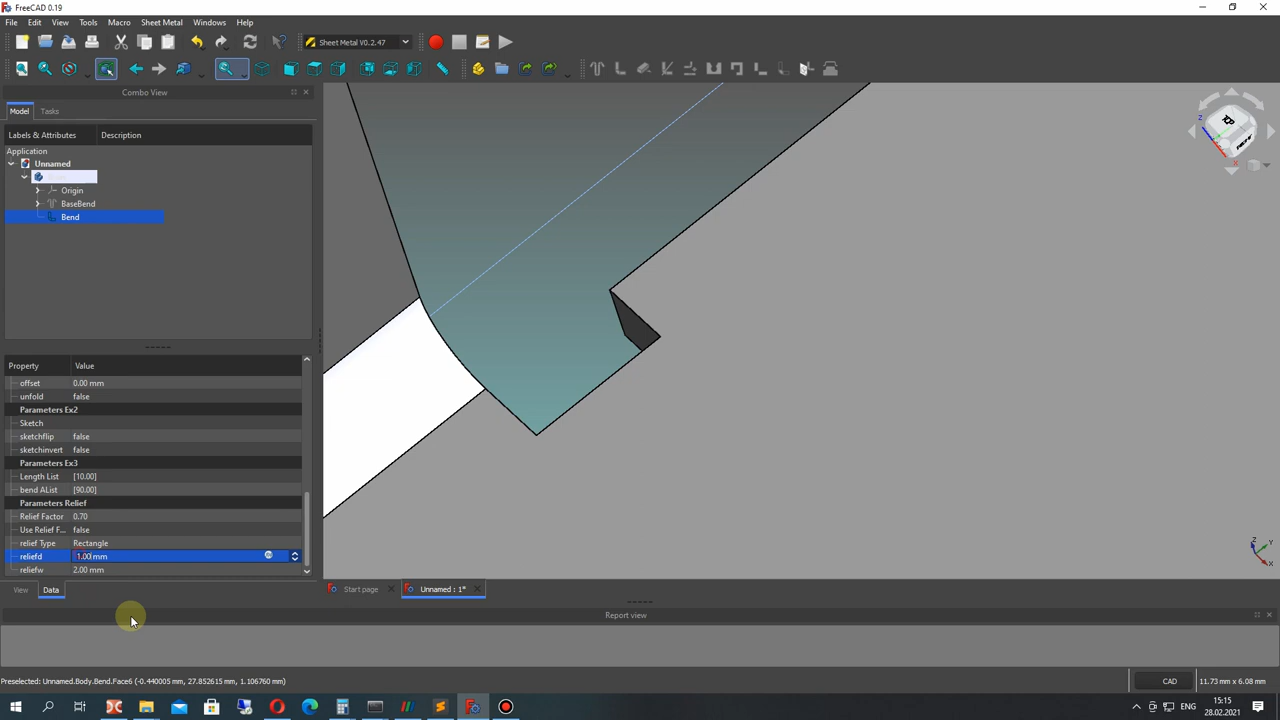 FreeCAD 0.19
File Edit View Tools Macro Sheet Metal Windows Help
Sheet Metal V0.2.47
Combo View
Model Tasks
Labels & Attributes Description
Application
Unnamed
Origin
BaseBend
Bend
Property Value
offset 0.00 mm
unfold false
Parameters Ex2
Sketch
sketchflip false
sketchinvert false
Parameters Ex3
Length List [10.00]
bend AList [90.00]
Parameters Relief
Relief Factor 0.70
Use Relief F... false
relief Type Rectangle
reliefd 1.00 mm
reliefw 2.00 mm
View Data
Start page Unnamed : 1*
Report view
Preselected: Unnamed.Body.Bend.Face6 (-0.440005 mm, 27.852615 mm, 1.106760 mm) CAD 11.73 mm x 6.08 mm
ENG 15:15
28.02.2021